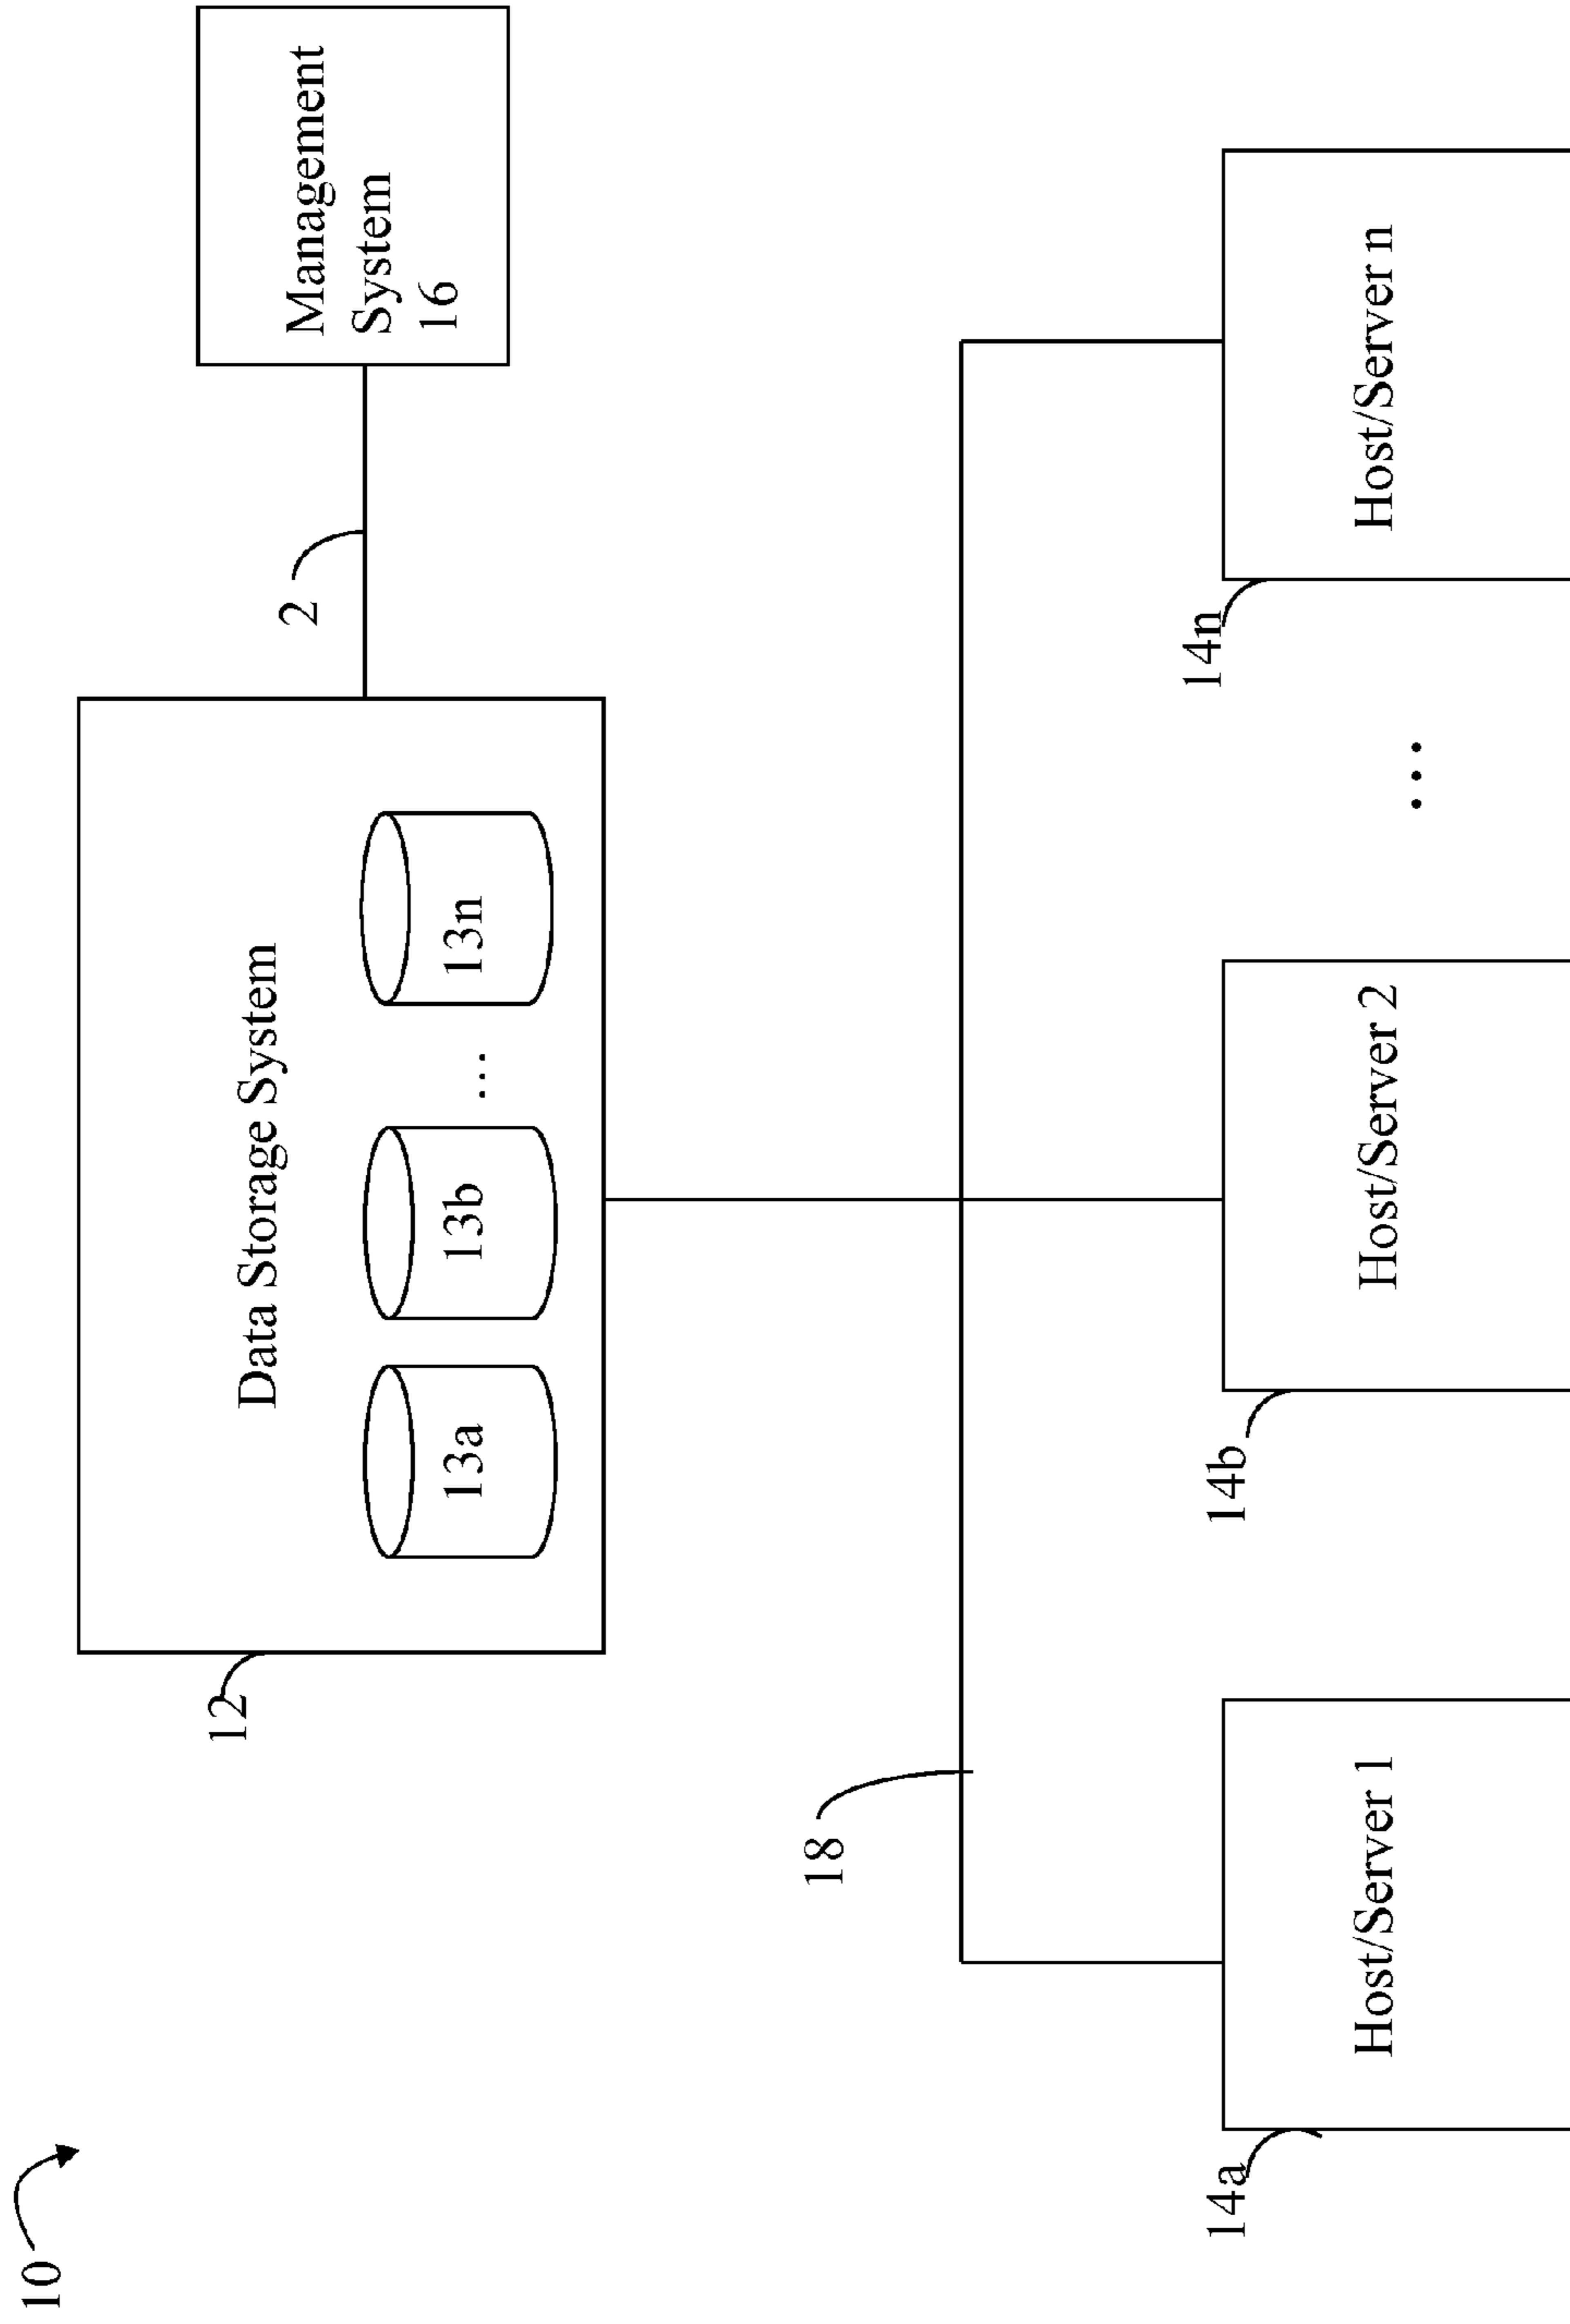 10
12
Data Storage System
13a
13b
...
13n
2
Management
System
16
18
14a
Host/Server 1
14b
Host/Server 2
...
14n
Host/Server n